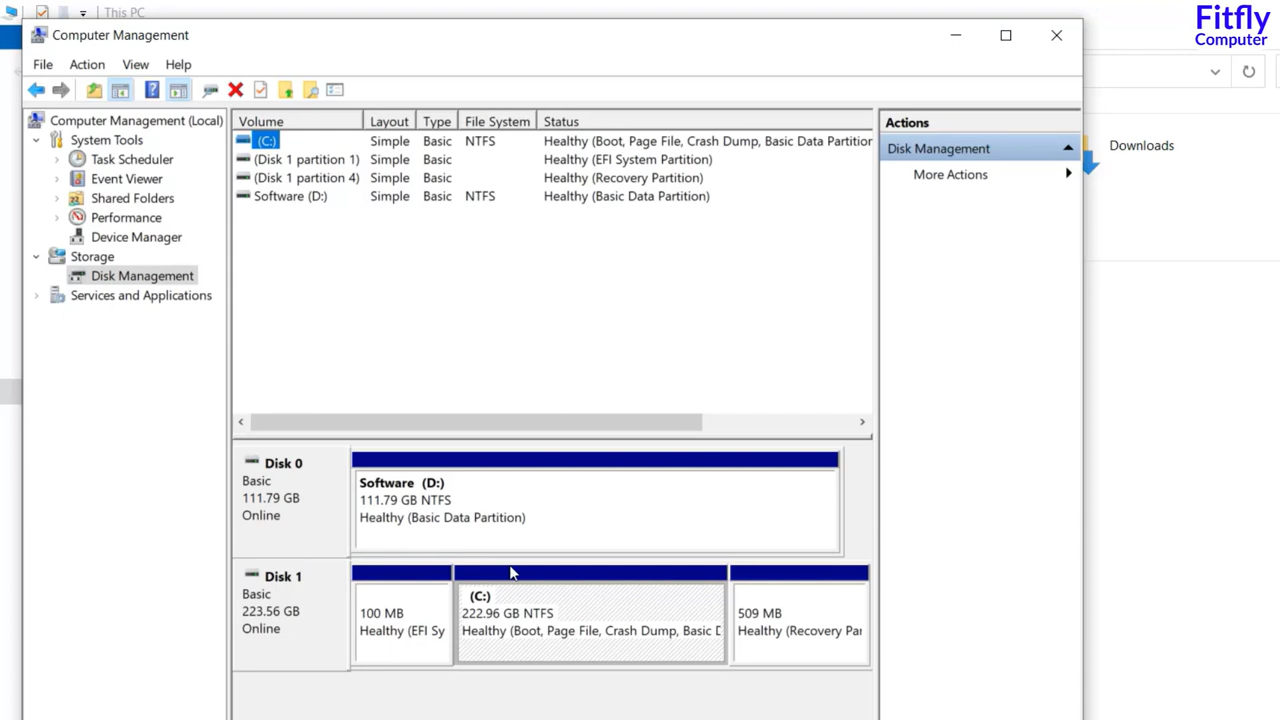 This PC
Fitfly
Computer
Computer Management
File Action View Help
Computer Management (Local)
System Tools
Task Scheduler
Event Viewer
Shared Folders
Performance
Device Manager
Storage
Disk Management
Services and Applications
Volume Layout Type File System Status
(C:) Simple Basic NTFS Healthy (Boot, Page File, Crash Dump, Basic Data Partition
(Disk 1 partition 1) Simple Basic Healthy (EFI System Partition)
(Disk 1 partition 4) Simple Basic Healthy (Recovery Partition)
Software (D:) Simple Basic NTFS Healthy (Basic Data Partition)
Actions
Disk Management
More Actions
Downloads
Disk 0
Basic
111.79 GB
Online
Software (D:)
111.79 GB NTFS
Healthy (Basic Data Partition)
Disk 1
Basic
223.56 GB
Online
100 MB
Healthy (EFI Sy
(C:)
222.96 GB NTFS
Healthy (Boot, Page File, Crash Dump, Basic D
509 MB
Healthy (Recovery Par